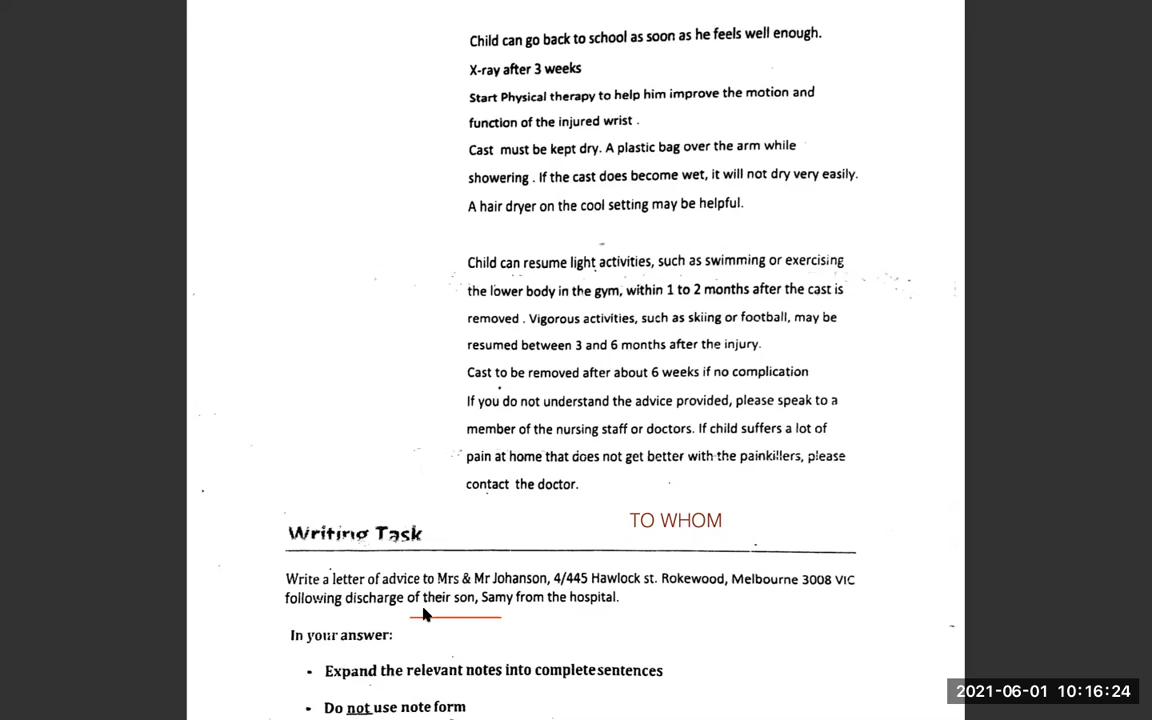 Child can go back to school as soon as he feels well enough.
X-ray after 3 weeks
Start Physical therapy to help him improve the motion and
function of the injured wrist .
Cast must be kept dry. A plastic bag over the arm while
showering . If the cast does become wet, it will not dry very easily.
A hair dryer on the cool setting may be helpful.
Child can resume light activities, such as swimming or exercising
the lower body in the gym, within 1 to 2 months after the cast is
removed . Vigorous activities, such as skiing or football, may be
resumed between 3 and 6 months after the injury.
Cast to be removed after about 6 weeks if no complication
If you do not understand the advice provided, please speak to a
member of the nursing staff or doctors. If child suffers a lot of
pain at home that does not get better with the painkillers, please
contact the doctor.
TO WHOM
Writing Task
Write a letter of advice to Mrs & Mr Johanson, 4/445 Hawlock st. Rokewood, Melbourne 3008 VIC
following discharge of their son, Samy from the hospital.
In your answer:
• Expand the relevant notes into complete sentences
• Do not use note form
2021-06-01 10:16:24